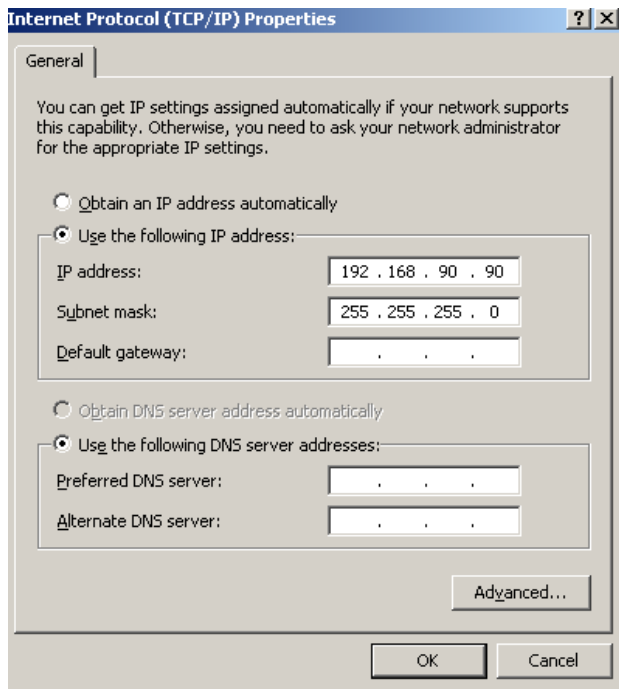 Internet Protocol (TCP/IP) Properties
General
You can get IP settings assigned automatically if your network supports
this capability. Otherwise, you need to ask your network administrator
for the appropriate IP settings.
Obtain an IP address automatically
Use the following IP address:
IP address: 192 . 168 . 90 . 90
Subnet mask: 255 . 255 . 255 . 0
Default gateway: . . .
Obtain DNS server address automatically
Use the following DNS server addresses:
Preferred DNS server: . . .
Alternate DNS server: . . .
Advanced...
OK Cancel